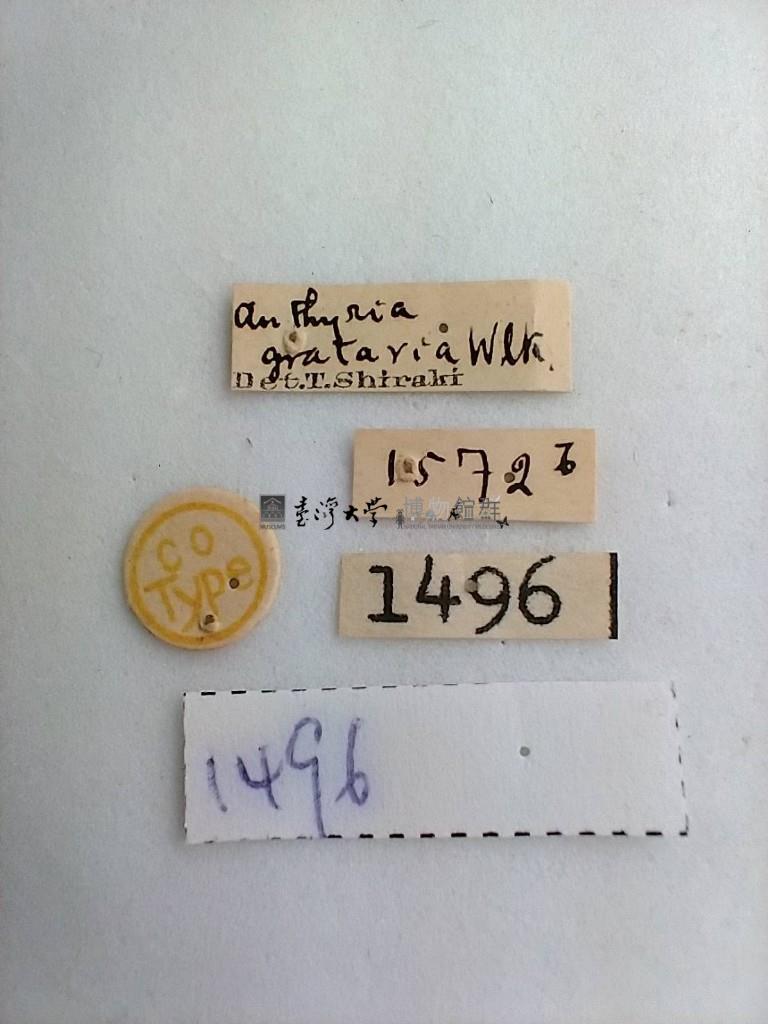 Anthyria
grataria Wlk.
Det. T. Shiraki
1572 b
臺灣大學 博物館群
CO
Type
1496
1496